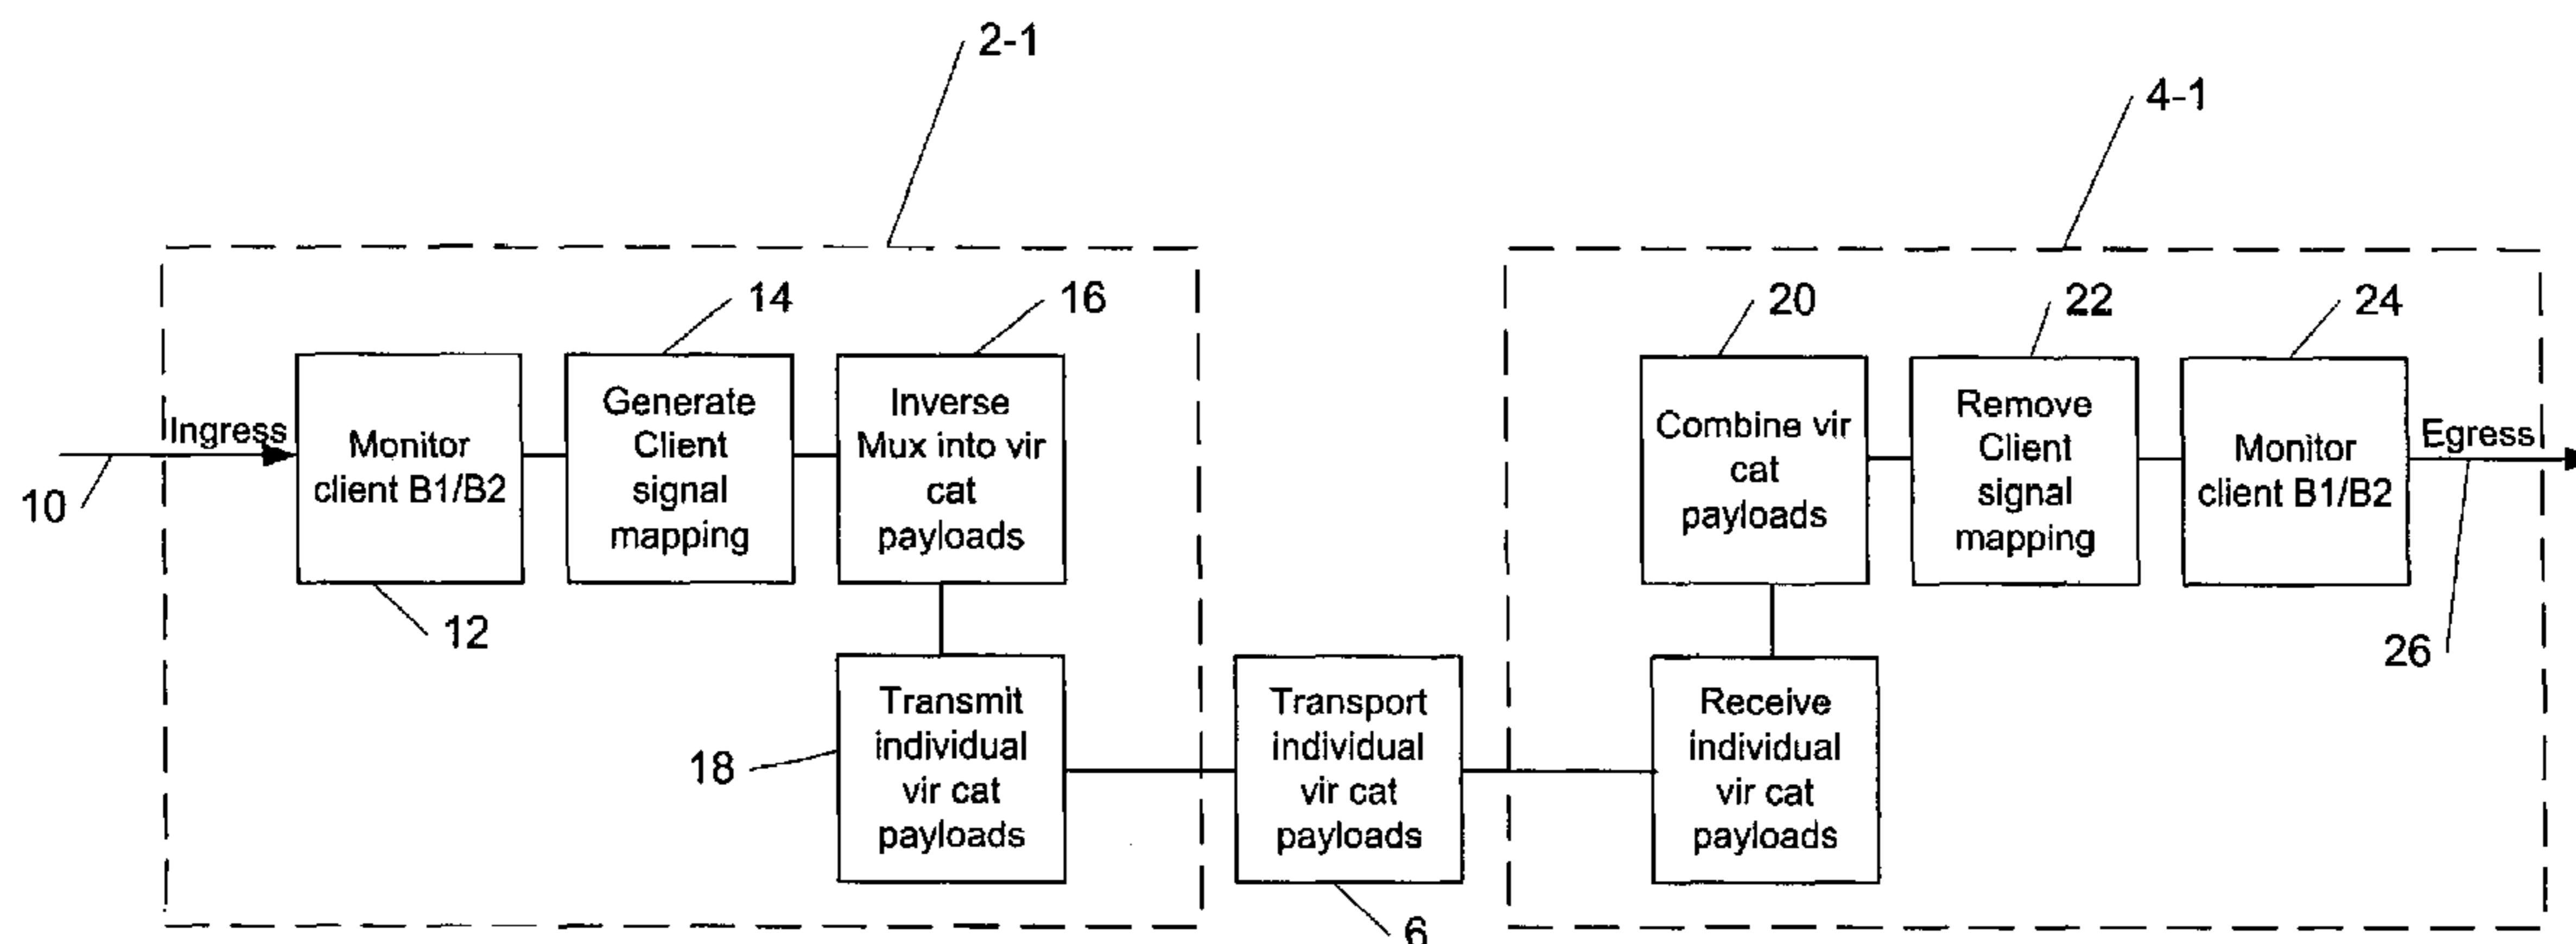 2-1
4-1
14
16
20
22
24
Ingress
Monitor
client B1/B2
Generate
Client
signal
mapping
Inverse
Mux into vir
cat
payloads
Combine vir
cat
payloads
Remove
Client
signal
mapping
Monitor
client B1/B2
Egress
10
12
26
18
Transmit
individual
vir cat
payloads
Transport
individual
vir cat
payloads
Receive
individual
vir cat
payloads
6